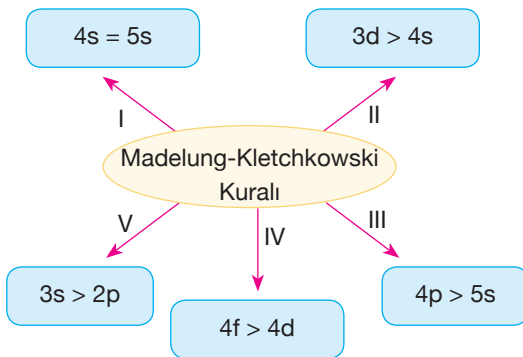 4s = 5s
3d > 4s
I
II
Madelung-Kletchkowski
Kuralı
V
IV
III
3s > 2p
4f > 4d
4p > 5s